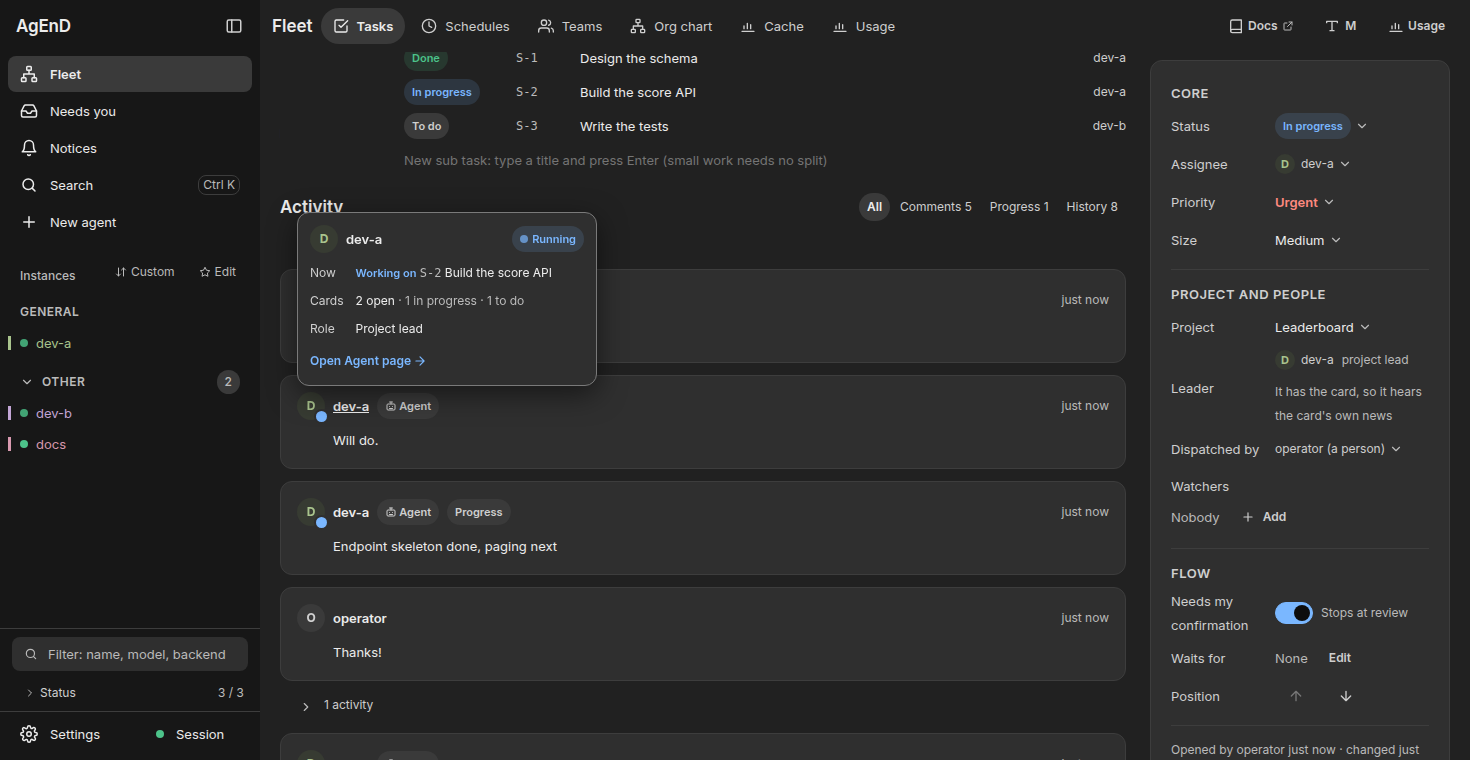 AgEnD
Fleet
Needs you
Notices
Search
Ctrl K
New agent
Instances
Custom
Edit
GENERAL
dev-a
OTHER
2
dev-b
docs
Filter: name, model, backend
Status
3 / 3
Settings
Session
Fleet
Tasks
Schedules
Teams
Org chart
Cache
Usage
Docs
M
Usage
Done S-1 Design the schema dev-a
In progress S-2 Build the score API dev-a
To do S-3 Write the tests dev-b
New sub task: type a title and press Enter (small work needs no split)
Activity
All
Comments 5
Progress 1
History 8
D dev-a Running
Now Working on S-2 Build the score API
Cards 2 open · 1 in progress · 1 to do
Role Project lead
Open Agent page →
just now
D dev-a Agent just now
Will do.
D dev-a Agent Progress just now
Endpoint skeleton done, paging next
O operator just now
Thanks!
1 activity
CORE
Status In progress
Assignee D dev-a
Priority Urgent
Size Medium
PROJECT AND PEOPLE
Project Leaderboard
D dev-a project lead
Leader
It has the card, so it hears
the card's own news
Dispatched by operator (a person)
Watchers
Nobody + Add
FLOW
Needs my
confirmation
Stops at review
Waits for None Edit
Position ↑ ↓
Opened by operator just now · changed just